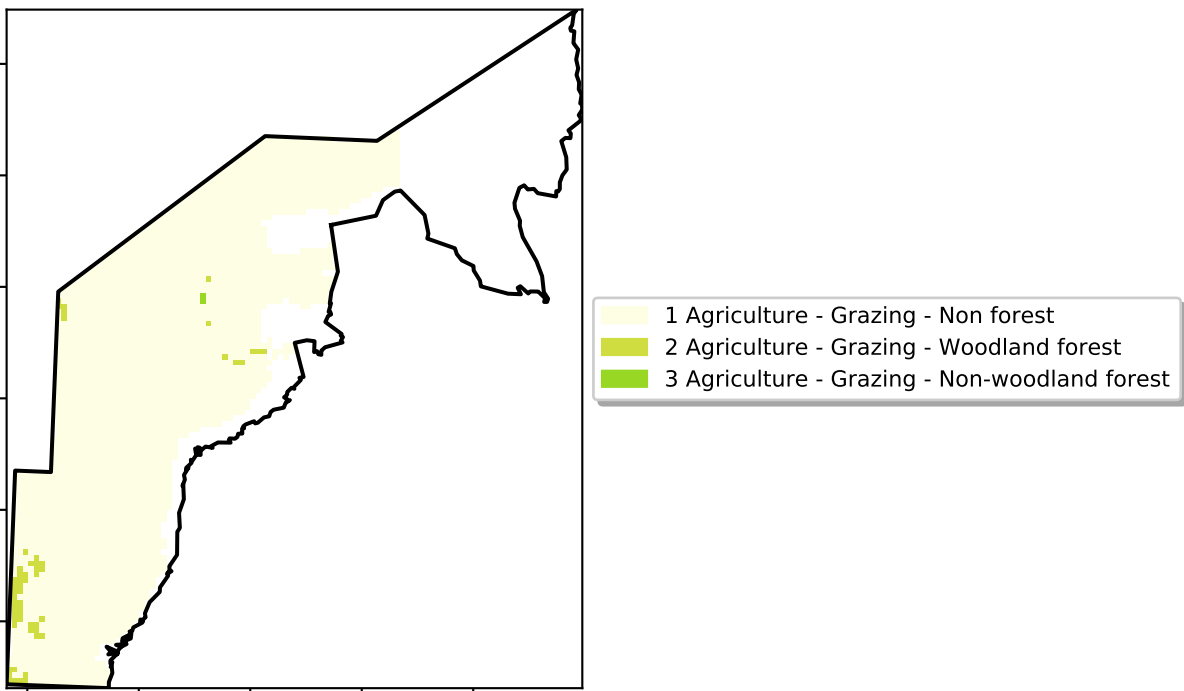 1 Agriculture - Grazing - Non forest
2 Agriculture - Grazing - Woodland forest
3 Agriculture - Grazing - Non-woodland forest